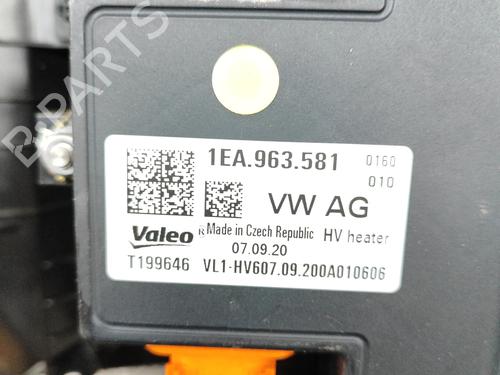 B-PARTS
1EA.963.581 0160
010
VW AG
Valeo ® Made in Czech Republic HV heater
07.09.20
T199646 VL1-HV607.09.200A010606